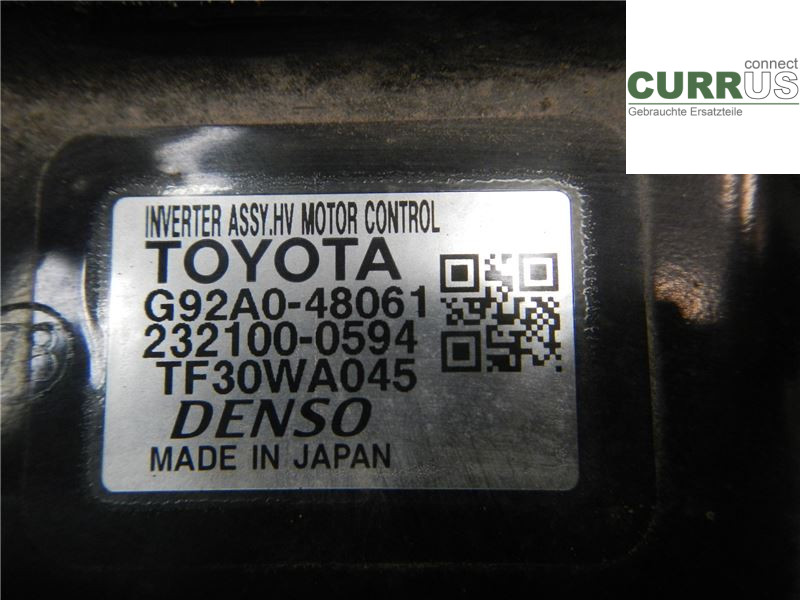 connect
CURRUS
Gebrauchte Ersatzteile
INVERTER ASSY.HV MOTOR CONTROL
TOYOTA
G92A0-48061
232100-0594
TF30WA045
DENSO
MADE IN JAPAN